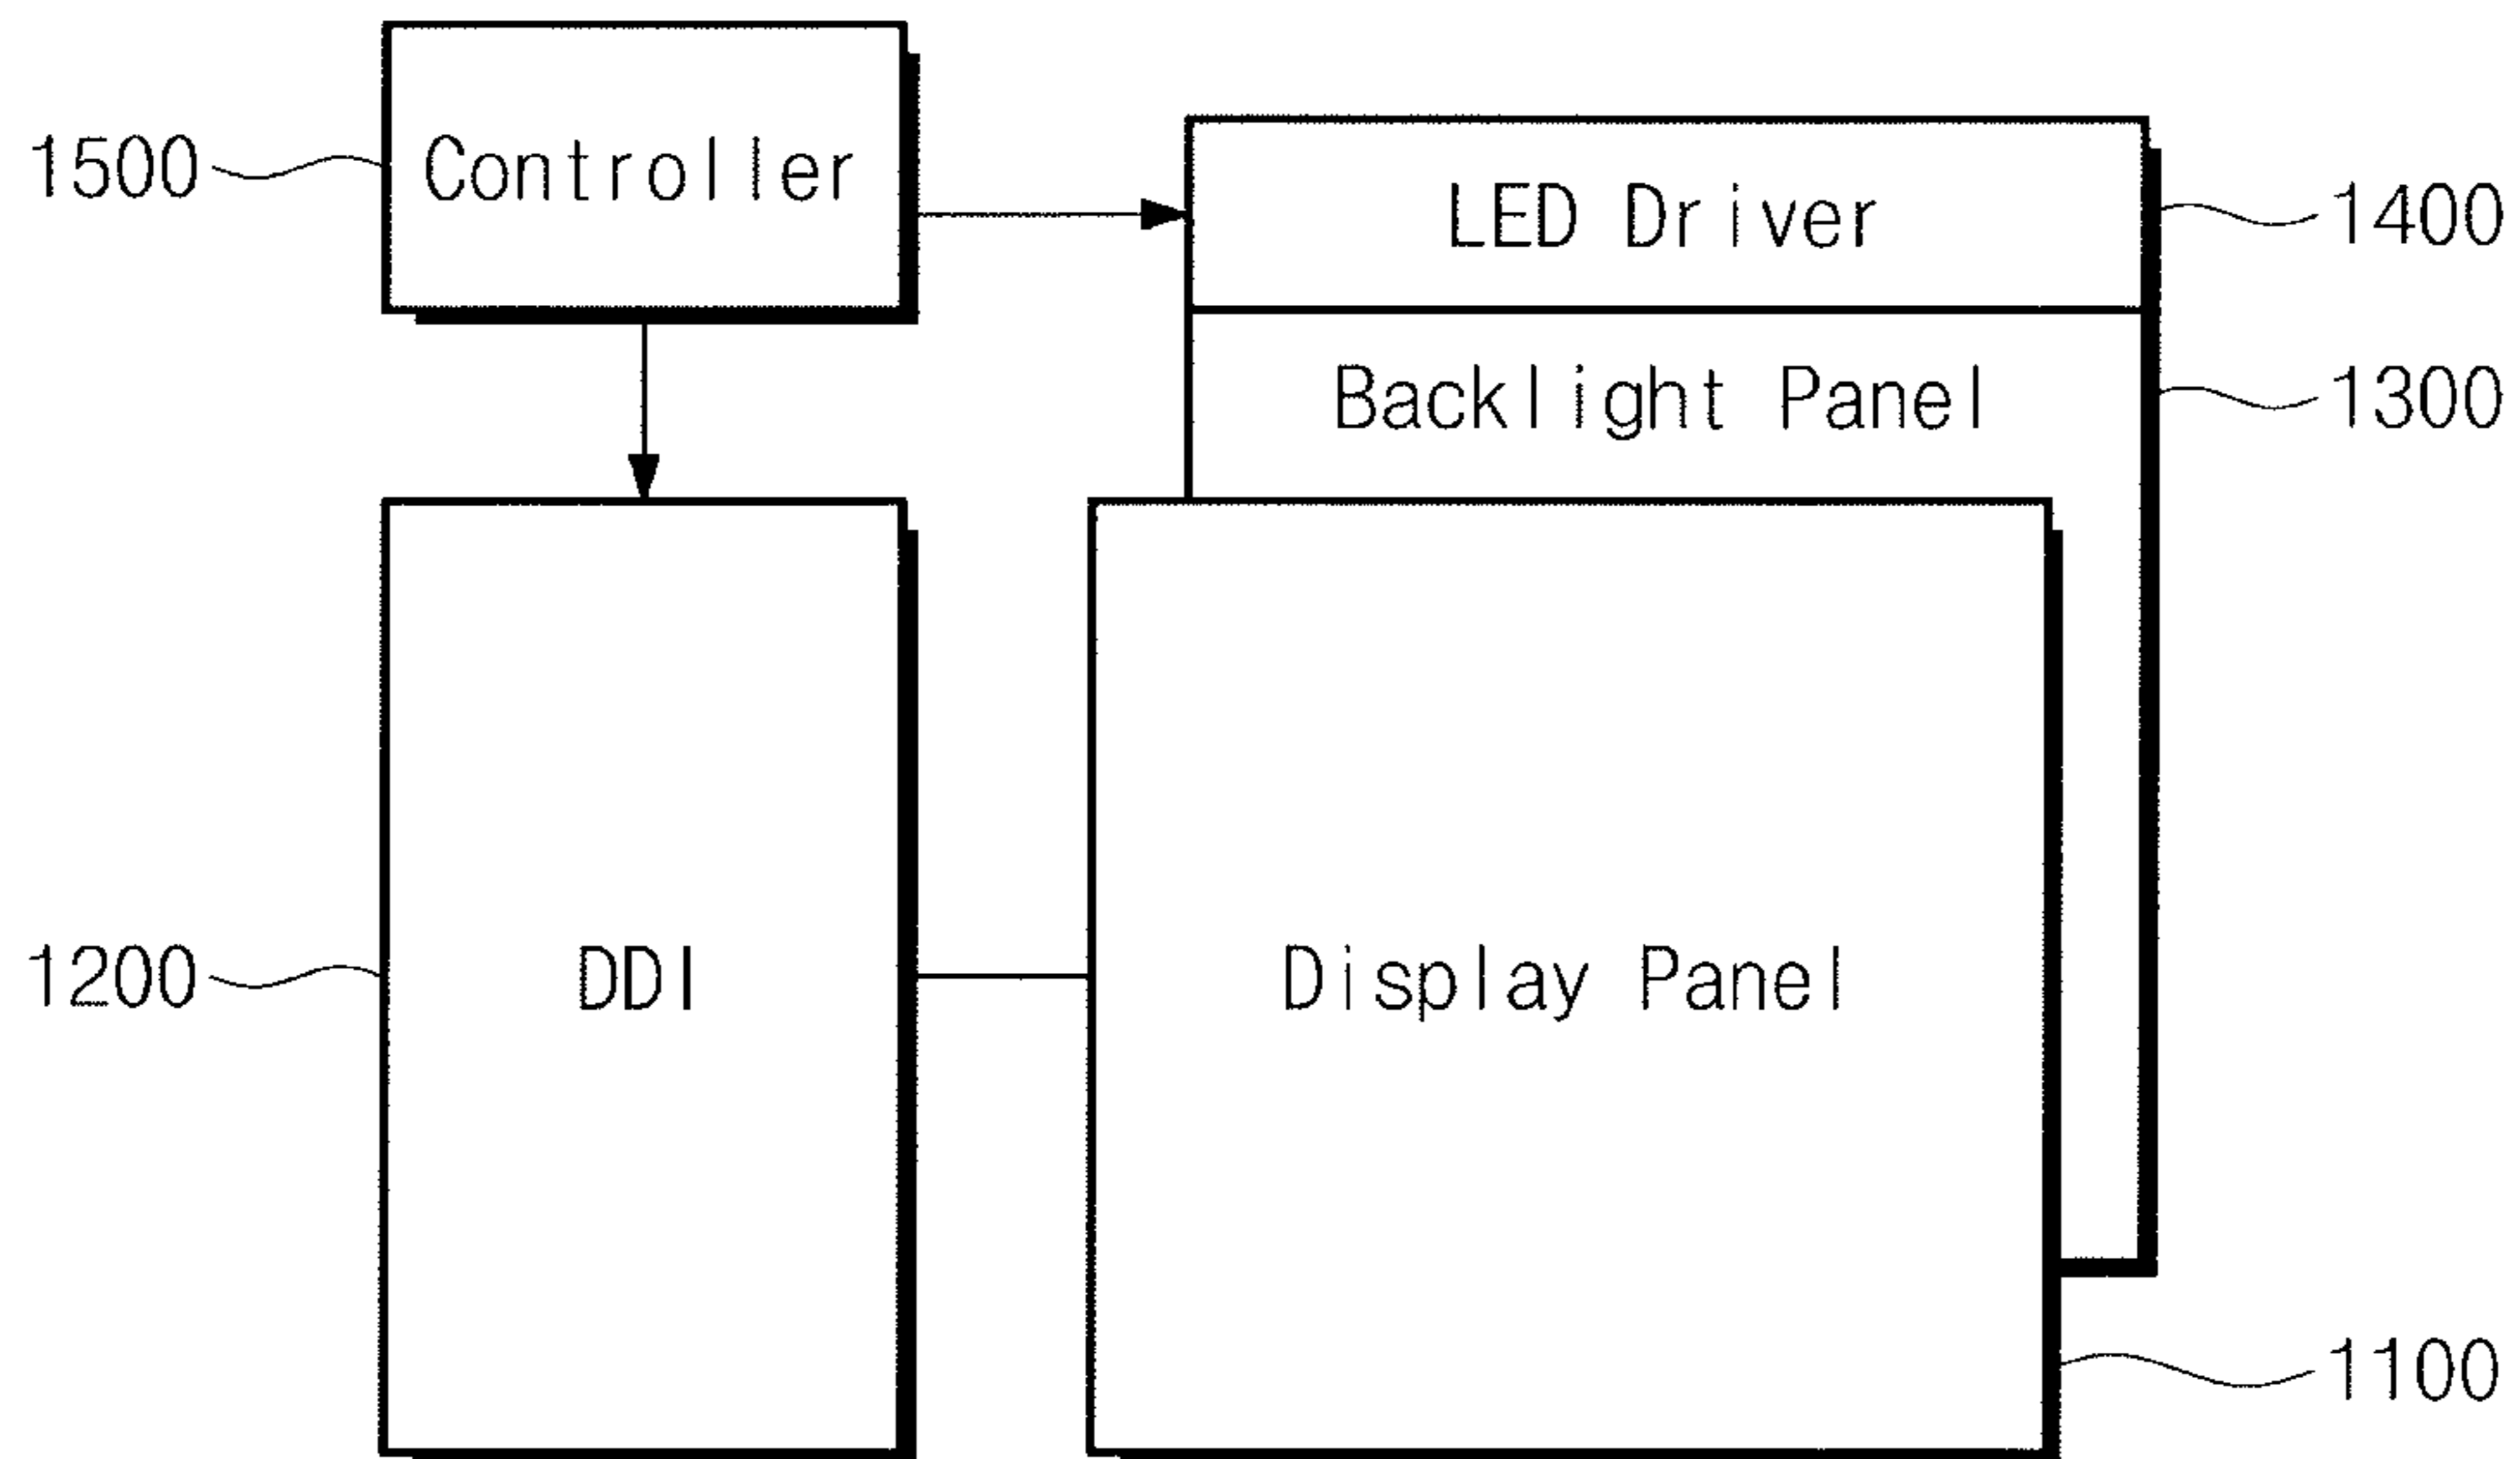 1500 Controller
LED Driver 1400
Backlight Panel 1300
1200 DDI Display Panel
1100